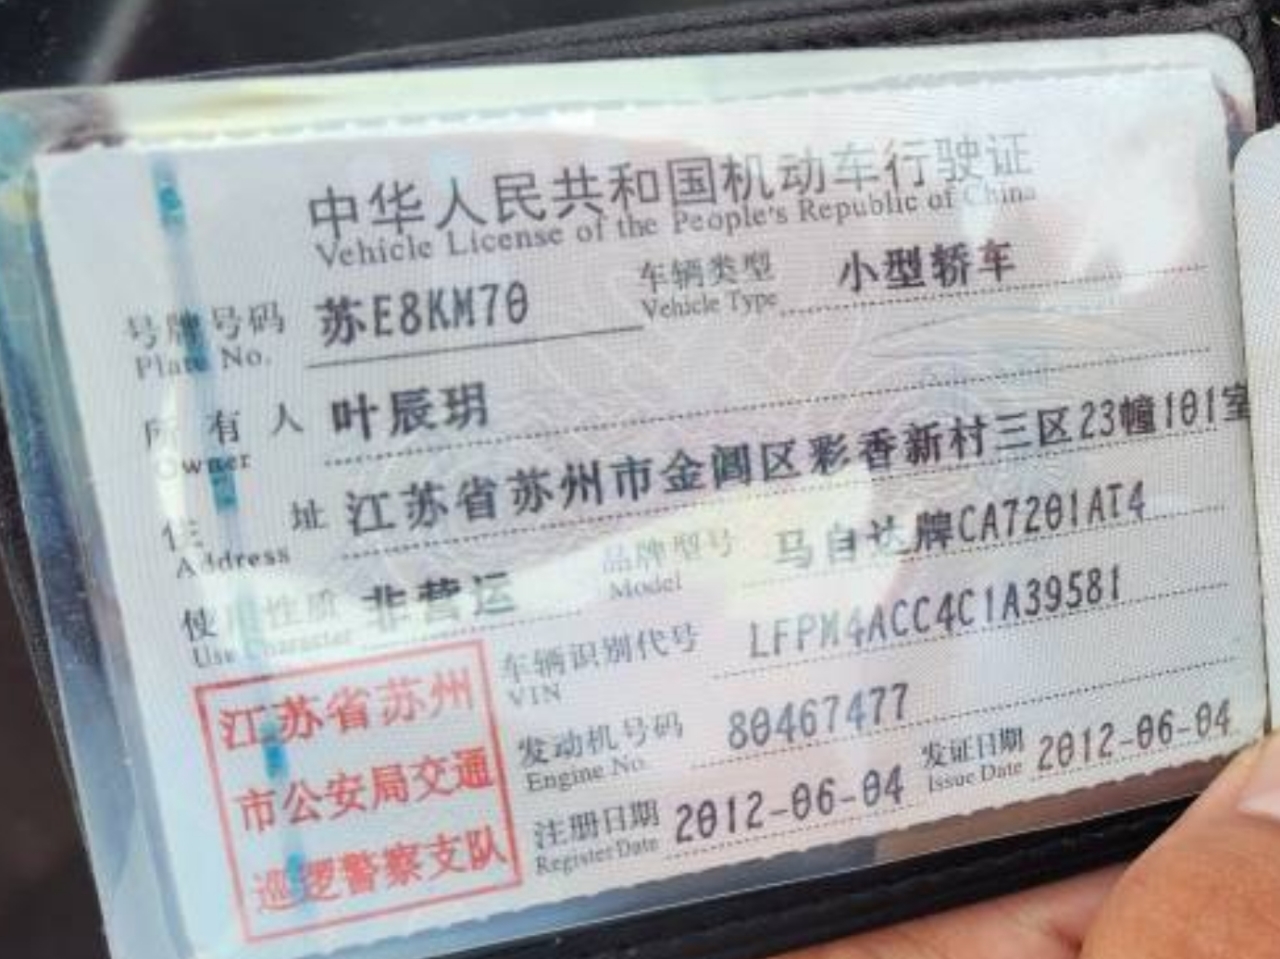 中华人民共和国机动车行驶证
Vehicle License of the People's Republic of China
号牌号码 苏E8KM70 车辆类型 小型轿车
Plate No. Vehicle Type
所有人 叶辰玥
Owner
住址 江苏省苏州市金阊区彩香新村三区23幢101室
Address
使用性质 非营运 品牌型号 马自达牌CA7201AT4
Use Character Model
车辆识别代号 LFPM4ACC4C1A39581
VIN
发动机号码 80467477
Engine No.
注册日期 2012-06-04 发证日期 2012-06-04
Register Date Issue Date
江苏省苏州
市公安局交通
巡逻警察支队